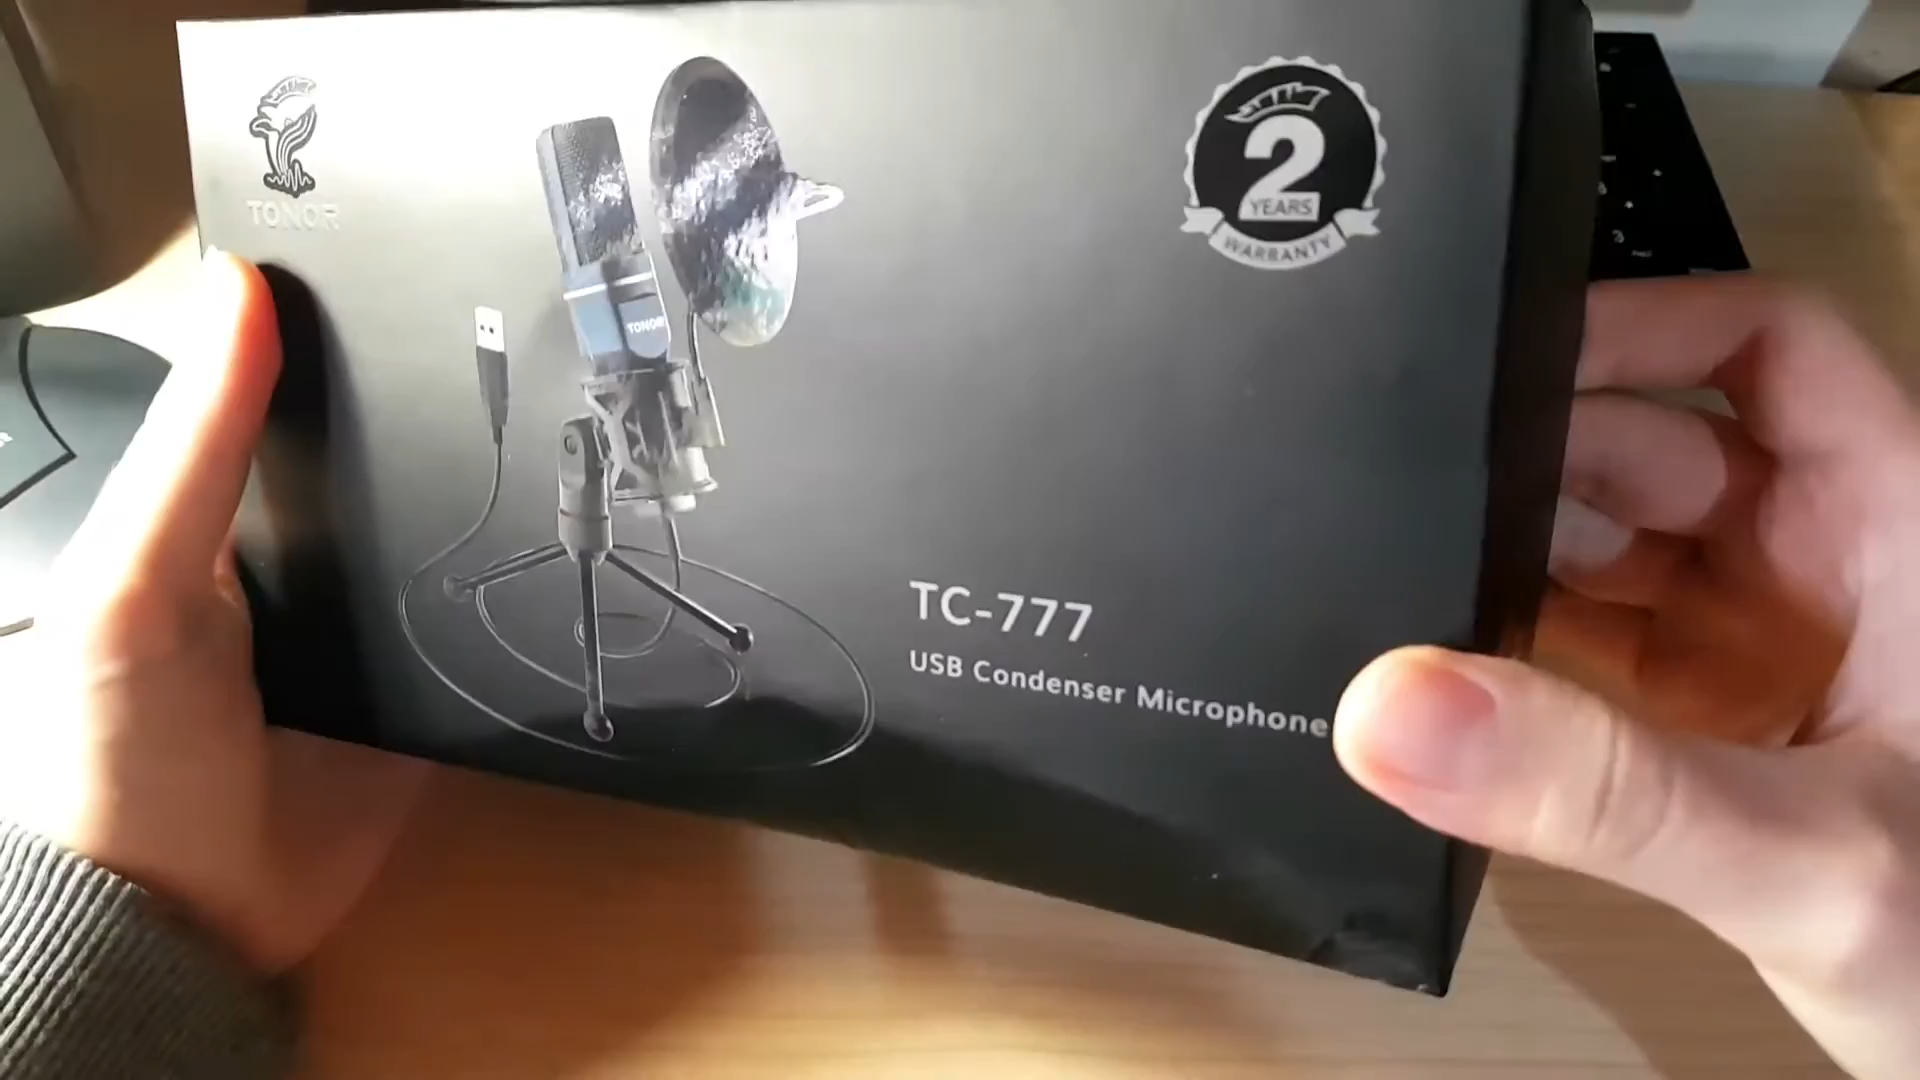 TONOR
2
YEARS
WARRANTY
TONOR
TC-777
USB Condenser Microphone